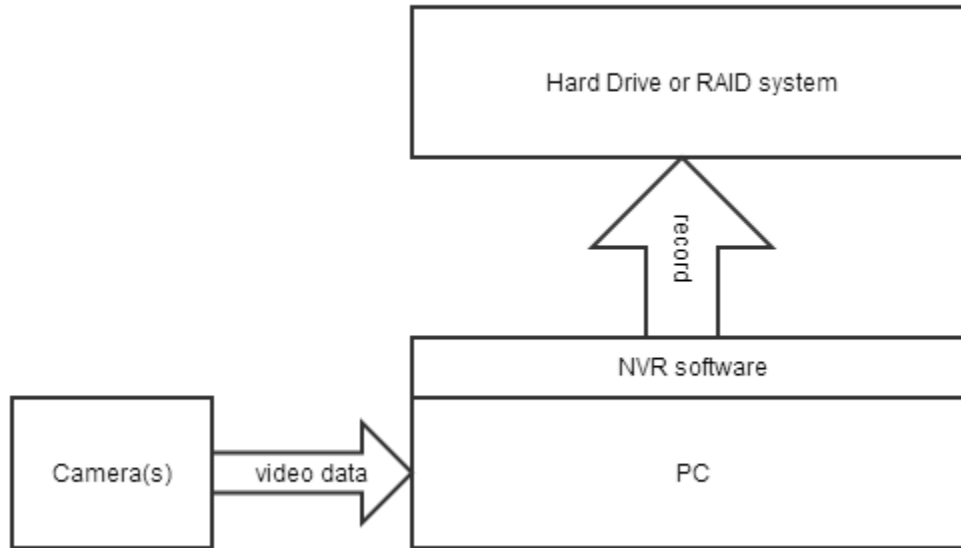 Hard Drive or RAID system
record
NVR software
Camera(s)
video data
PC